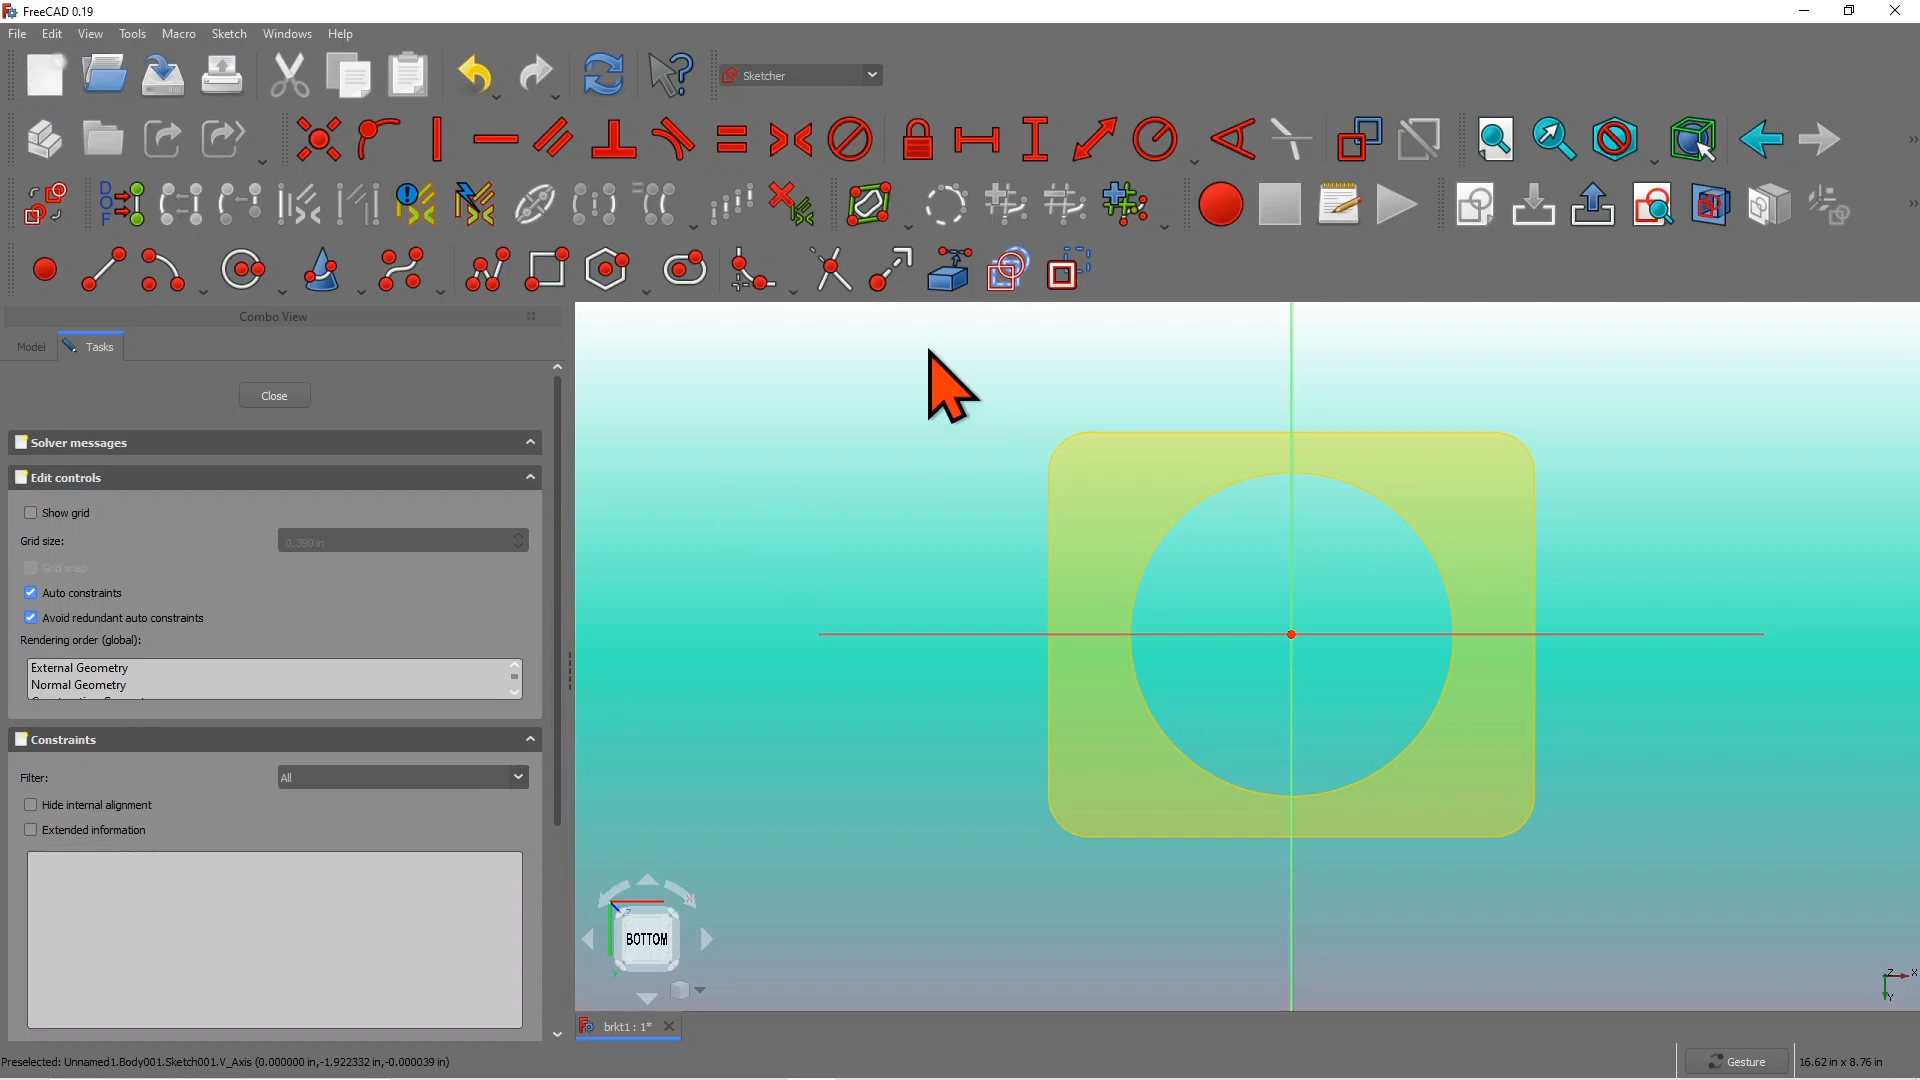 FreeCAD 0.19
File Edit View Tools Macro Sketch Windows Help
Sketcher
Combo View
Model Tasks
Close
Solver messages
Edit controls
Show grid
Grid size: 0.390 in
Grid snap
Auto constraints
Avoid redundant auto constraints
Rendering order (global):
External Geometry
Normal Geometry
Constraints
Filter: All
Hide internal alignment
Extended information
X
Z
BOTTOM
Y
Z X
Y
brkt1 : 1*
Preselected: Unnamed1.Body001.Sketch001.V_Axis (0.000000 in,-1.922332 in,-0.000039 in)
Gesture 16.62 in x 8.76 in